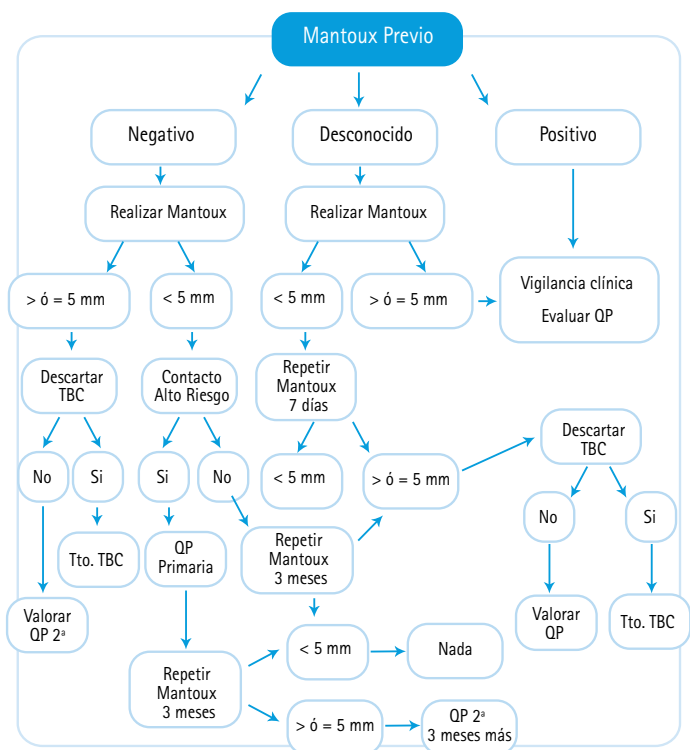 Mantoux Previo
Negativo
Desconocido
Positivo
Realizar Mantoux
Realizar Mantoux
> ó = 5 mm
< 5 mm
< 5 mm
> ó = 5 mm
Vigilancia clínica
Evaluar QP
Descartar
TBC
Contacto
Alto Riesgo
Repetir
Mantoux
7 días
Descartar
TBC
No
Si
Si
No
< 5 mm
> ó = 5 mm
No
Si
Tto. TBC
QP
Primaria
Repetir
Mantoux
3 meses
Valorar
QP 2ª
Valorar
QP
Tto. TBC
Repetir
Mantoux
3 meses
< 5 mm
Nada
> ó = 5 mm
QP 2ª
3 meses más